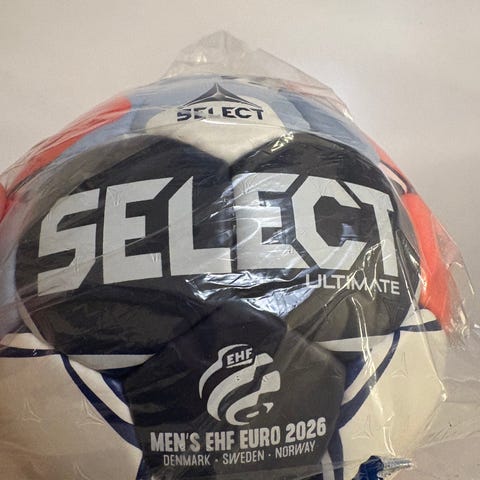 SELECT
SELECT
ULTIMATE
EHF
MEN'S EHF EURO 2026
DENMARK • SWEDEN • NORWAY